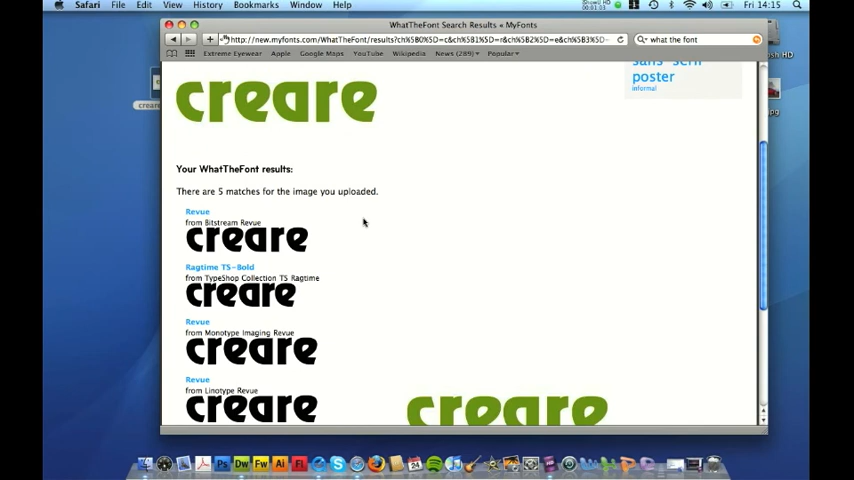 Safari File Edit View History Bookmarks Window Help Fri 14:15
WhatTheFont Search Results « MyFonts
what the font
Extreme Eyewear Apple Google Maps YouTube Wikipedia News (289) Popular
sans-serif
poster
informal
creare
Your WhatTheFont results:
There are 5 matches for the image you uploaded.
Revue
from Bitstream Revue
creare
Ragtime TS-Bold
from TypeShop Collection TS Ragtime
creare
Revue
from Monotype Imaging Revue
creare
Revue
from Linotype Revue
creare
creare